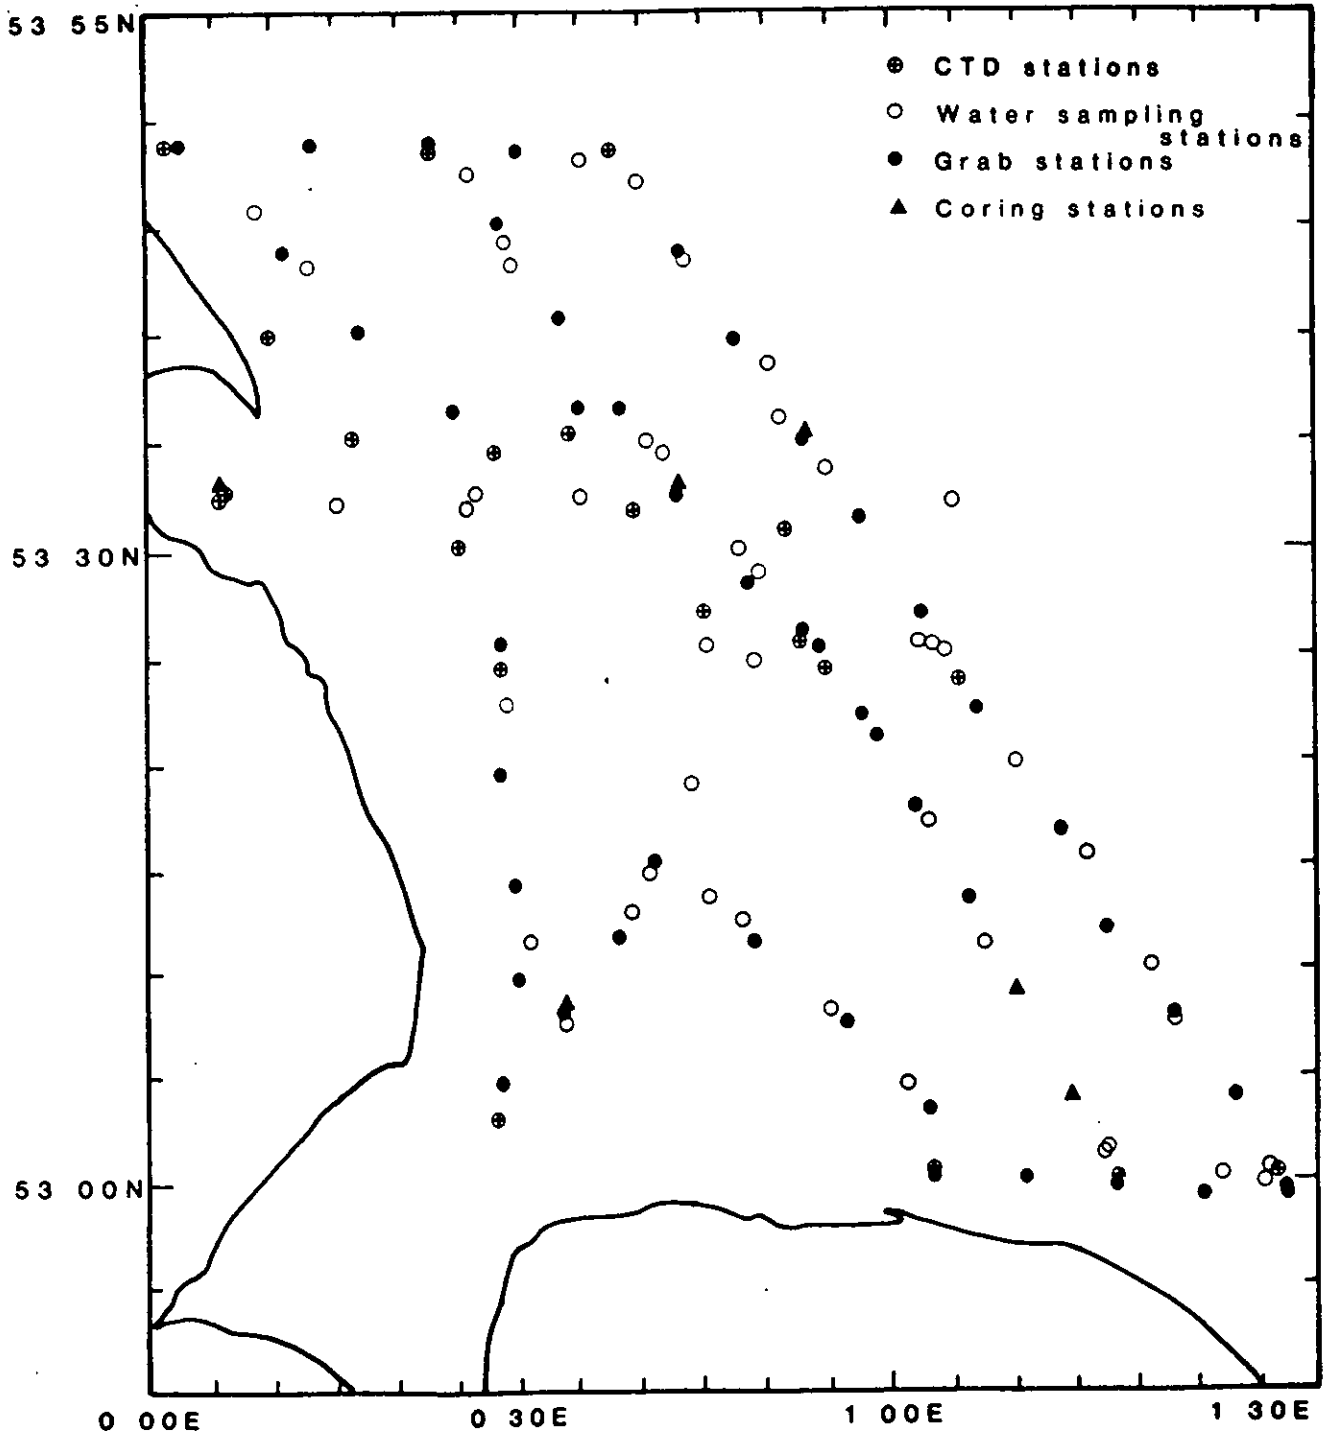 53 55N
CTD stations
Water sampling
stations
Grab stations
Coring stations
53 30N
53 00N
0 00E
0 30E
1 00E
1 30E